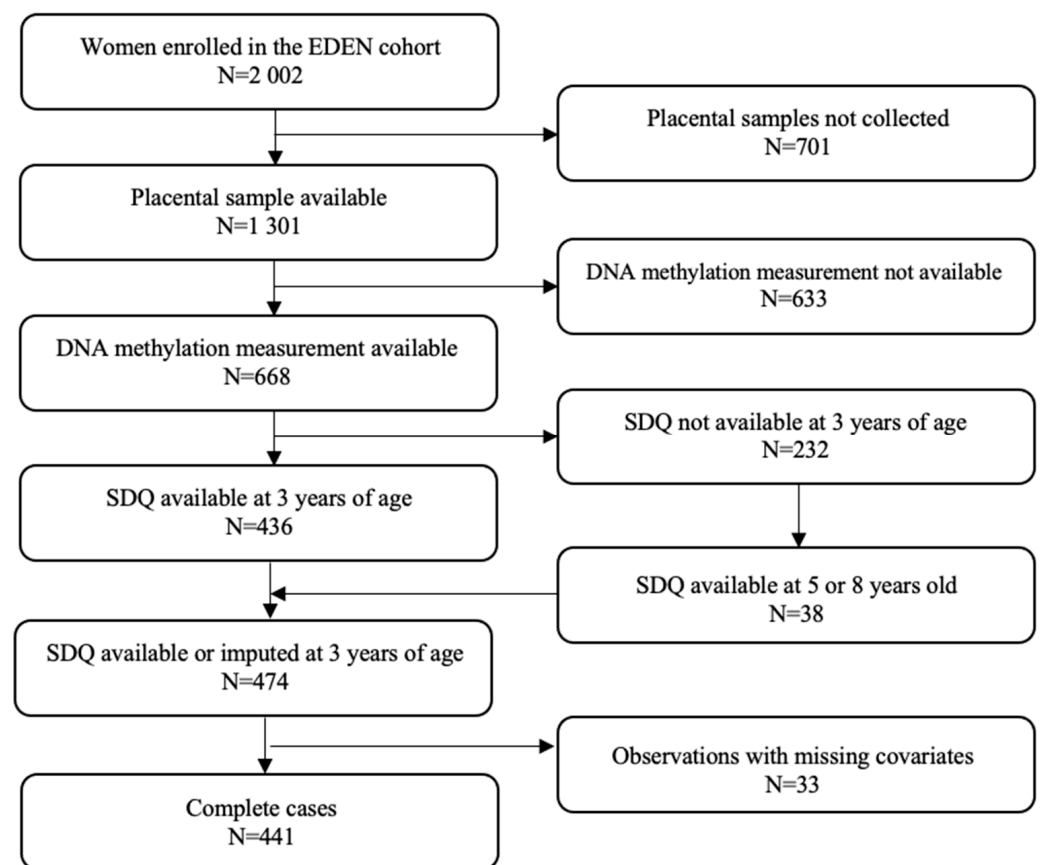 Women enrolled in the EDEN cohort
N=2 002
Placental samples not collected
N=701
Placental sample available
N=1 301
DNA methylation measurement not available
N=633
DNA methylation measurement available
N=668
SDQ not available at 3 years of age
N=232
SDQ available at 3 years of age
N=436
SDQ available at 5 or 8 years old
N=38
SDQ available or imputed at 3 years of age
N=474
Observations with missing covariates
N=33
Complete cases
N=441